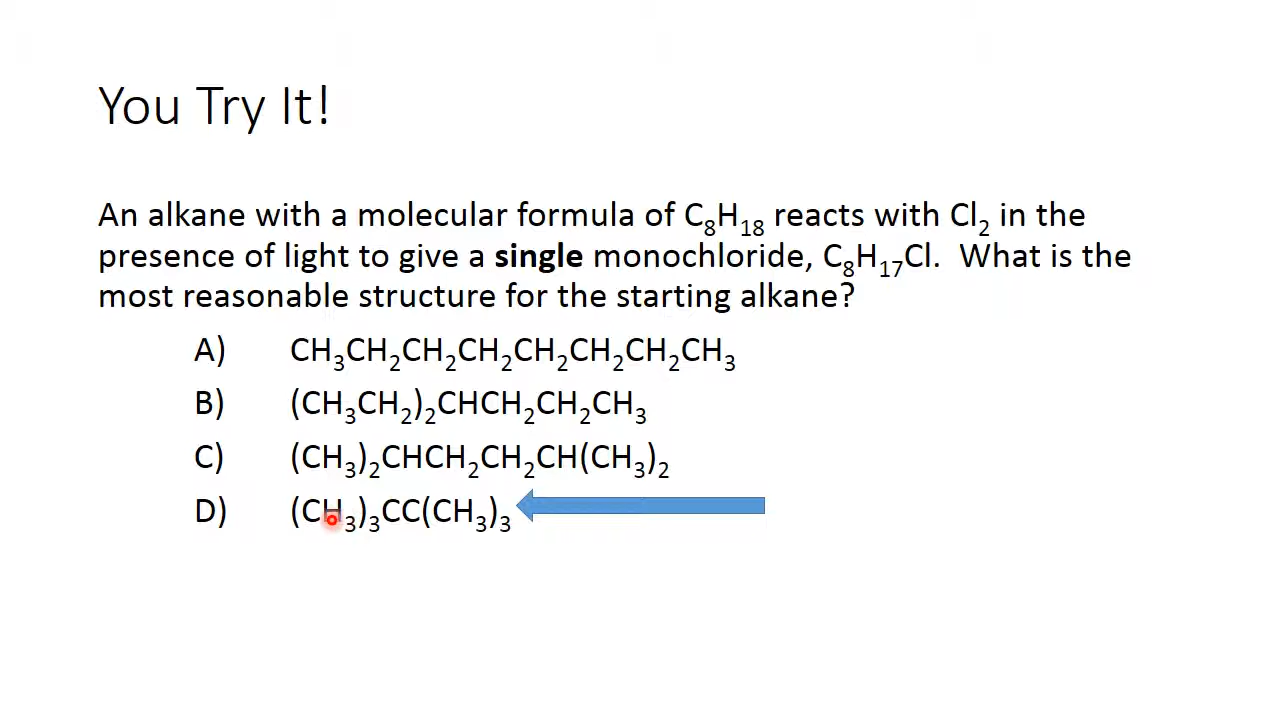 You Try It!
An alkane with a molecular formula of C₈H₁₈ reacts with Cl₂ in the
presence of light to give a single monochloride, C₈H₁₇Cl. What is the
most reasonable structure for the starting alkane?
A) CH₃CH₂CH₂CH₂CH₂CH₂CH₂CH₃
B) (CH₃CH₂)₂CHCH₂CH₂CH₃
C) (CH₃)₂CHCH₂CH₂CH(CH₃)₂
D) (CH₃)₃CC(CH₃)₃